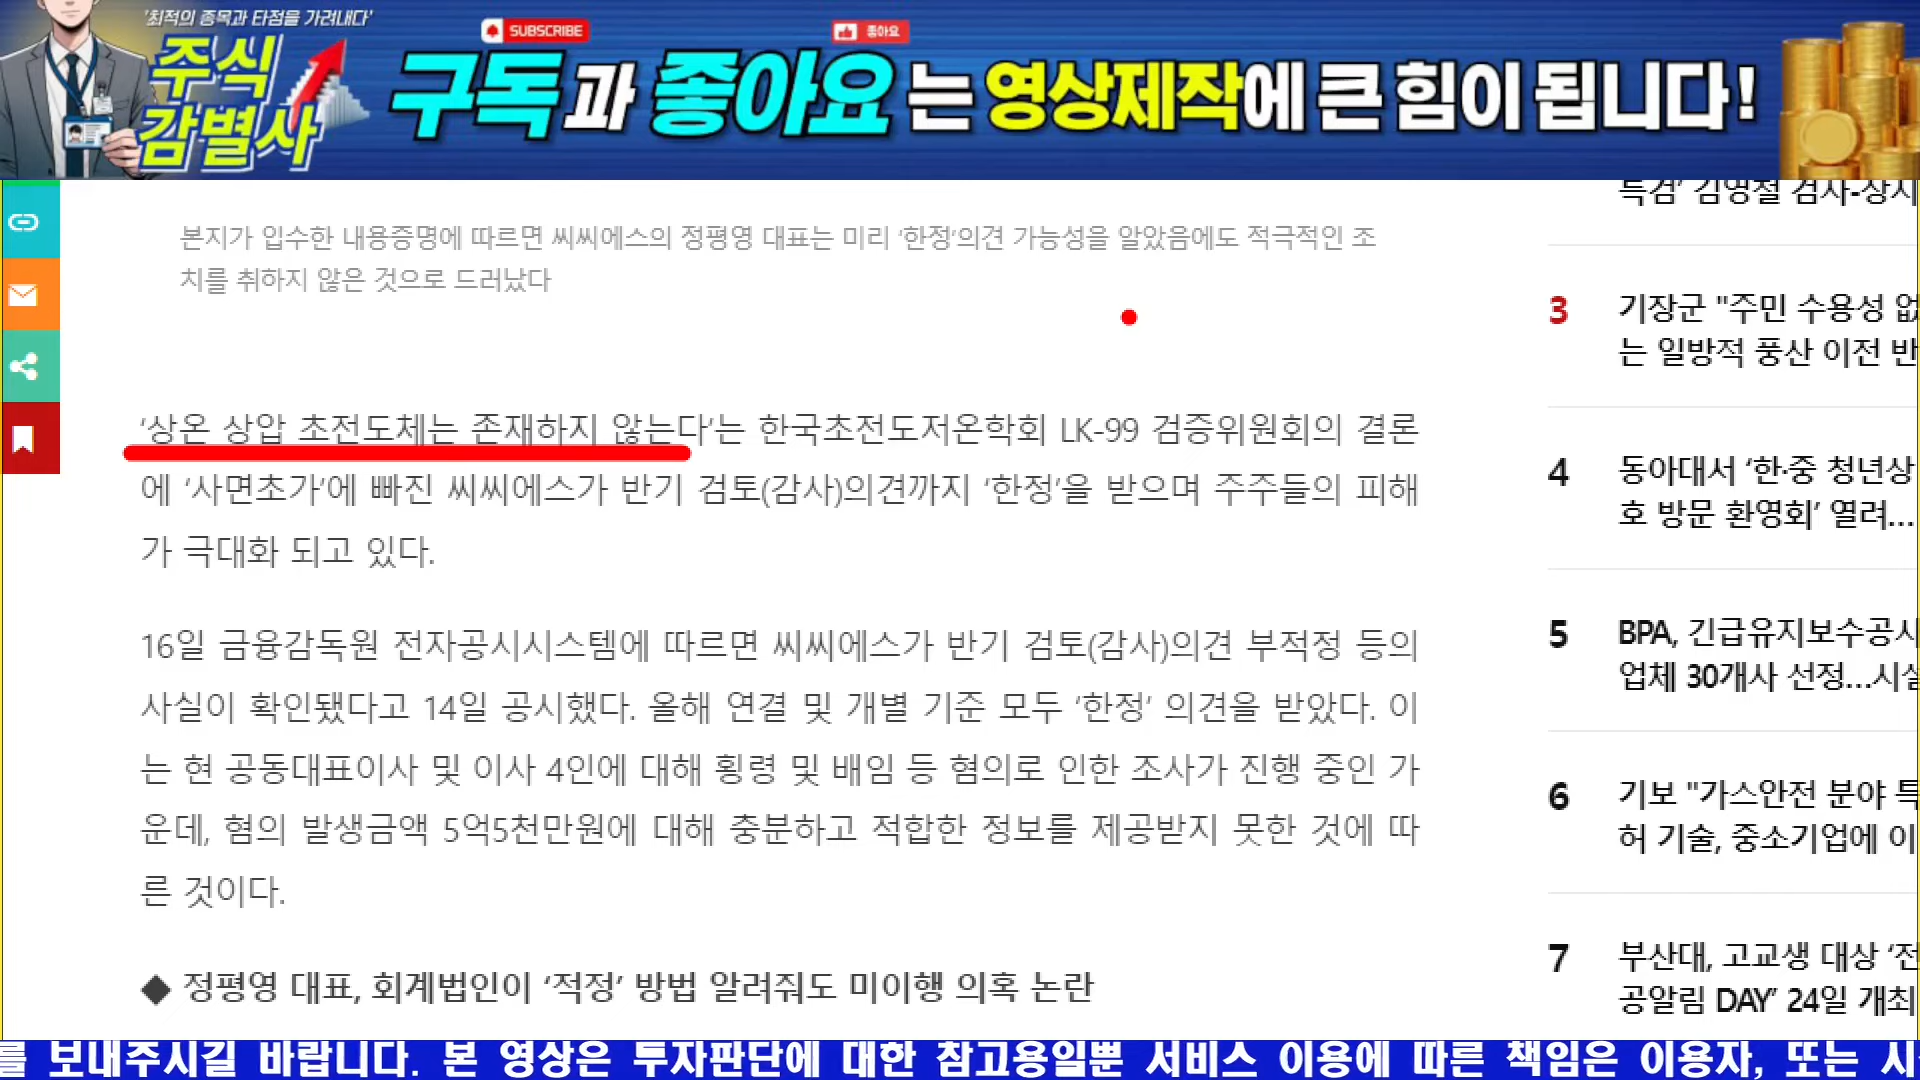 '최적의 종목과 타점을 가려내다'
주식
감별사
SUBSCRIBE
좋아요
구독과 좋아요는 영상제작에 큰 힘이 됩니다!
본지가 입수한 내용증명에 따르면 씨씨에스의 정평영 대표는 미리 ‘한정’의견 가능성을 알았음에도 적극적인 조
치를 취하지 않은 것으로 드러났다
’상온 상압 초전도체는 존재하지 않는다’는 한국초전도저온학회 LK-99 검증위원회의 결론
에 ‘사면초가’에 빠진 씨씨에스가 반기 검토(감사)의견까지 ‘한정’을 받으며 주주들의 피해
가 극대화 되고 있다.
16일 금융감독원 전자공시시스템에 따르면 씨씨에스가 반기 검토(감사)의견 부적정 등의
사실이 확인됐다고 14일 공시했다. 올해 연결 및 개별 기준 모두 ‘한정’ 의견을 받았다. 이
는 현 공동대표이사 및 이사 4인에 대해 횡령 및 배임 등 혐의로 인한 조사가 진행 중인 가
운데, 혐의 발생금액 5억5천만원에 대해 충분하고 적합한 정보를 제공받지 못한 것에 따
른 것이다.
◆ 정평영 대표, 회계법인이 ‘적정’ 방법 알려줘도 미이행 의혹 논란
특검’ 김영철 검사-장시
3 기장군 "주민 수용성 없
는 일방적 풍산 이전 반
4 동아대서 ‘한·중 청년상
호 방문 환영회’ 열려...
5 BPA, 긴급유지보수공사
업체 30개사 선정...시설
6 기보 "가스안전 분야 특
허 기술, 중소기업에 이
7 부산대, 고교생 대상 ‘전
공알림 DAY’ 24일 개최
를 보내주시길 바랍니다. 본 영상은 투자판단에 대한 참고용일뿐 서비스 이용에 따른 책임은 이용자, 또는 시